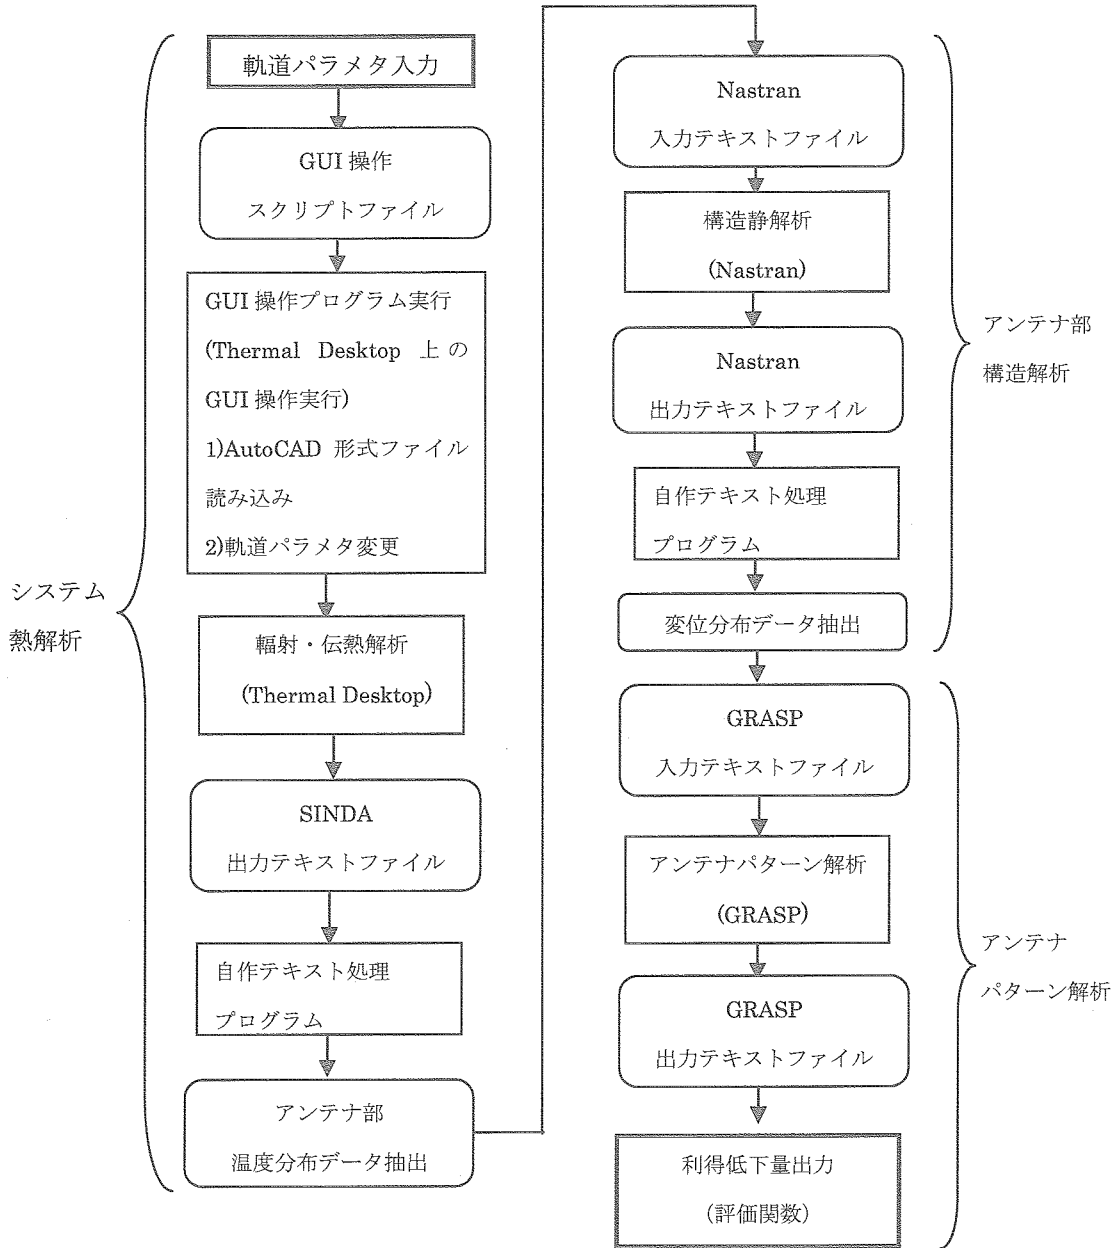 システム
熱解析
軌道パラメタ入力
GUI 操作
スクリプトファイル
GUI 操作プログラム実行
(Thermal Desktop 上の
GUI 操作実行)
1)AutoCAD 形式ファイル
読み込み
2)軌道パラメタ変更
輻射・伝熱解析
(Thermal Desktop)
SINDA
出力テキストファイル
自作テキスト処理
プログラム
アンテナ部
温度分布データ抽出
Nastran
入力テキストファイル
構造静解析
(Nastran)
Nastran
出力テキストファイル
自作テキスト処理
プログラム
変位分布データ抽出
アンテナ部
構造解析
GRASP
入力テキストファイル
アンテナパターン解析
(GRASP)
GRASP
出力テキストファイル
利得低下量出力
(評価関数)
アンテナ
パターン解析